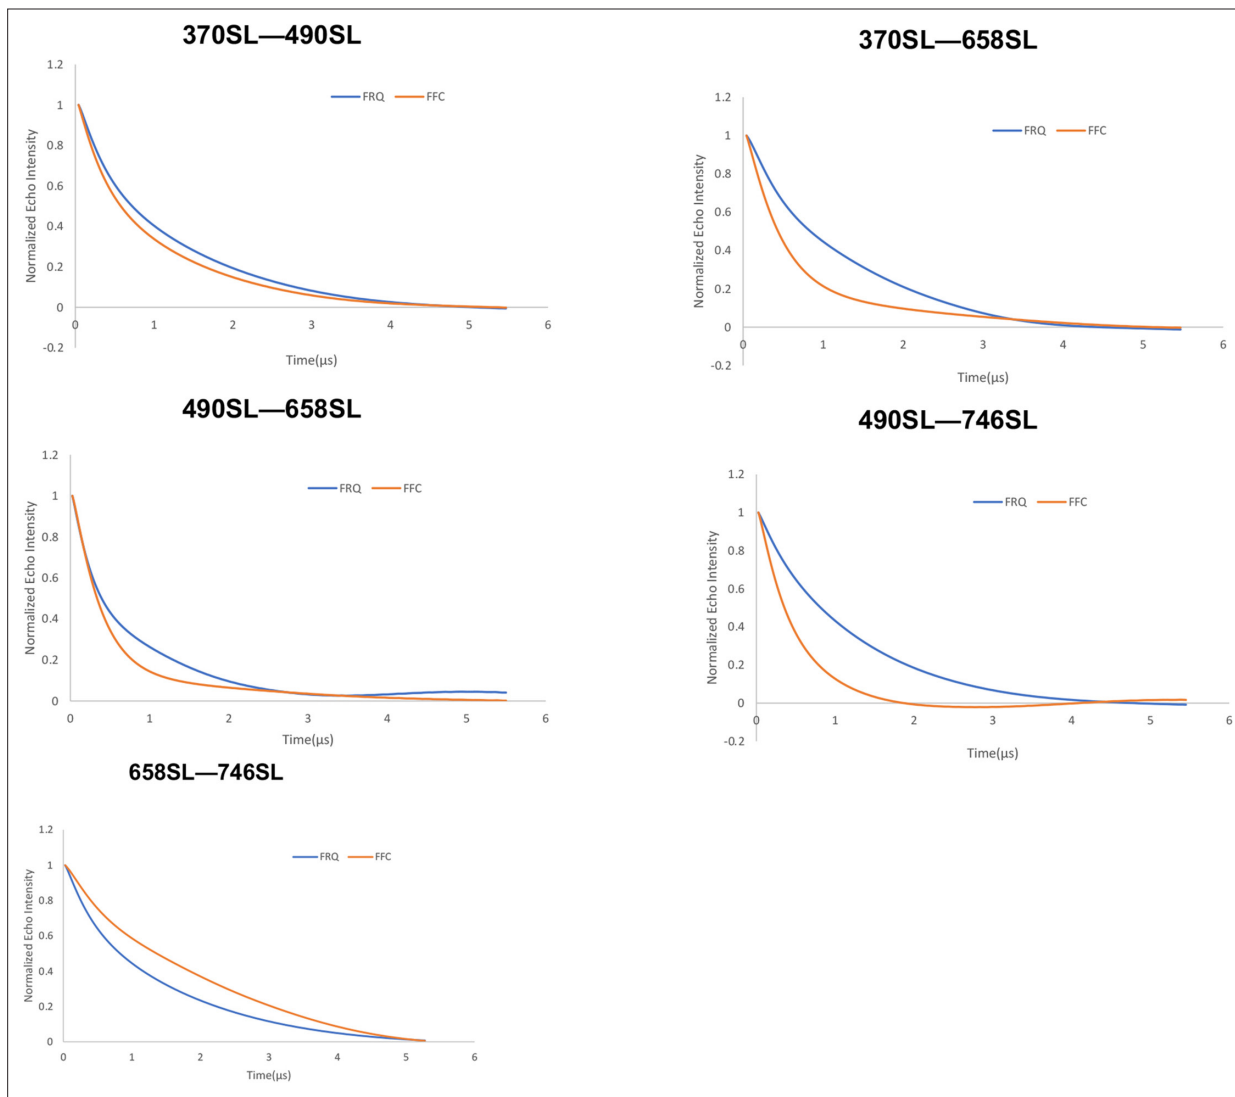 370SL—490SL
Normalized Echo Intensity
1.2
1
0.8
0.6
0.4
0.2
0
-0.2
FRQ FFC
0 1 2 3 4 5 6
Time(µs)
370SL—658SL
Normalized Echo Intensity
1.2
1
0.8
0.6
0.4
0.2
0
-0.2
FRQ FFC
0 1 2 3 4 5 6
Time(µs)
490SL—658SL
Normalized Echo Intensity
1.2
1
0.8
0.6
0.4
0.2
0
FRQ FFC
0 1 2 3 4 5 6
Time(µs)
490SL—746SL
Normalized Echo Intensity
1.2
1
0.8
0.6
0.4
0.2
0
-0.2
FRQ FFC
0 1 2 3 4 5 6
Time(µs)
658SL—746SL
Normalized Echo Intensity
1.2
1
0.8
0.6
0.4
0.2
0
FRQ FFC
0 1 2 3 4 5 6
Time(µs)